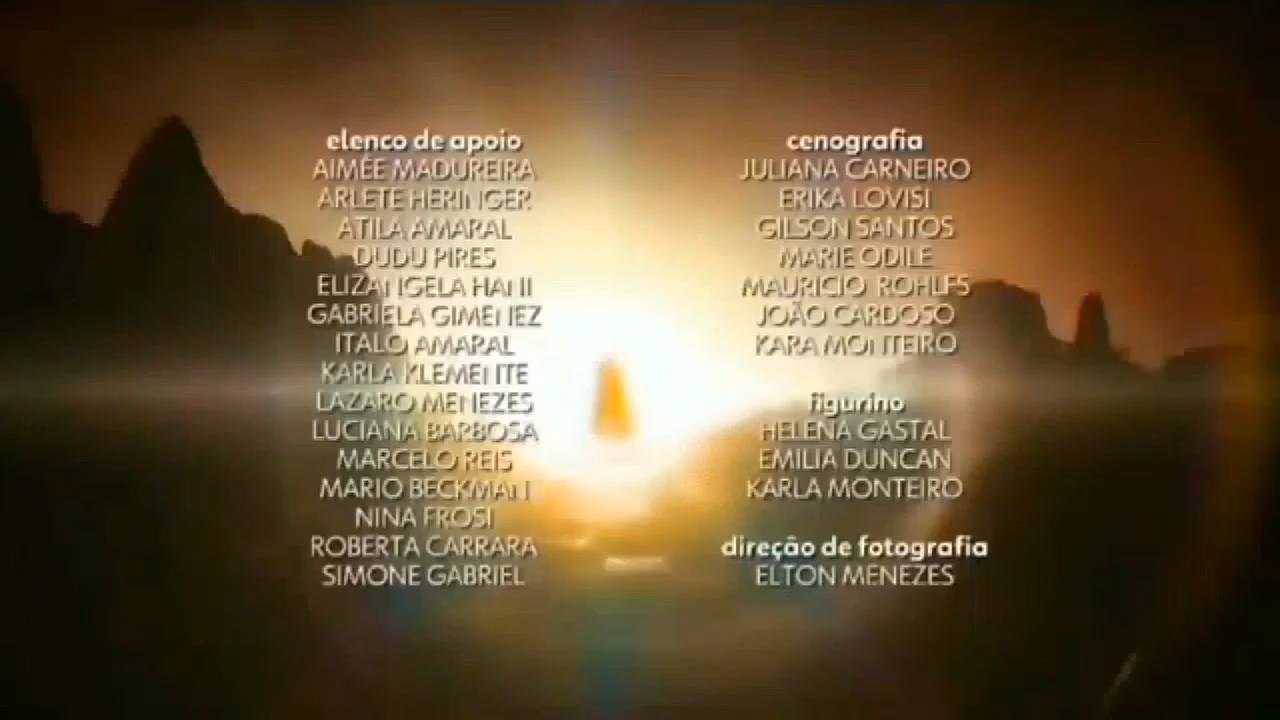 elenco de apoio
AIMÉE MADUREIRA
ARLETE HERINGER
ATILA AMARAL
DUDU PIRES
ELIZANGELA HANI
GABRIELA GIMENEZ
ITALO AMARAL
KARLA KLEMENTE
LAZARO MENEZES
LUCIANA BARBOSA
MARCELO REIS
MARIO BECKMAN
NINA FROSI
ROBERTA CARRARA
SIMONE GABRIEL
cenografia
JULIANA CARNEIRO
ERIKA LOVISI
GILSON SANTOS
MARIE ODILE
MAURICIO ROHLFS
JOÃO CARDOSO
KARA MONTEIRO
figurino
HELENA GASTAL
EMILIA DUNCAN
KARLA MONTEIRO
direção de fotografia
ELTON MENEZES